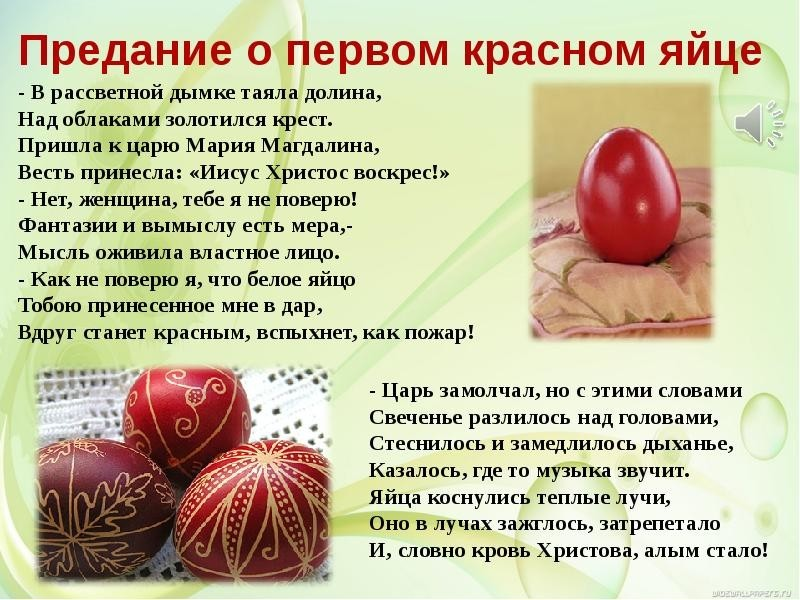 Предание о первом красном яйце
- В рассветной дымке таяла долина,
Над облаками золотился крест.
Пришла к царю Мария Магдалина,
Весть принесла: «Иисус Христос воскрес!»
- Нет, женщина, тебе я не поверю!
Фантазии и вымыслу есть мера,-
Мысль оживила властное лицо.
- Как не поверю я, что белое яйцо
Тобою принесенное мне в дар,
Вдруг станет красным, вспыхнет, как пожар!
- Царь замолчал, но с этими словами
Свеченье разлилось над головами,
Стеснилось и замедлилось дыханье,
Казалось, где то музыка звучит.
Яйца коснулись теплые лучи,
Оно в лучах зажглось, затрепетало
И, словно кровь Христова, алым стало!
WIDEWALLPAPERS.RU